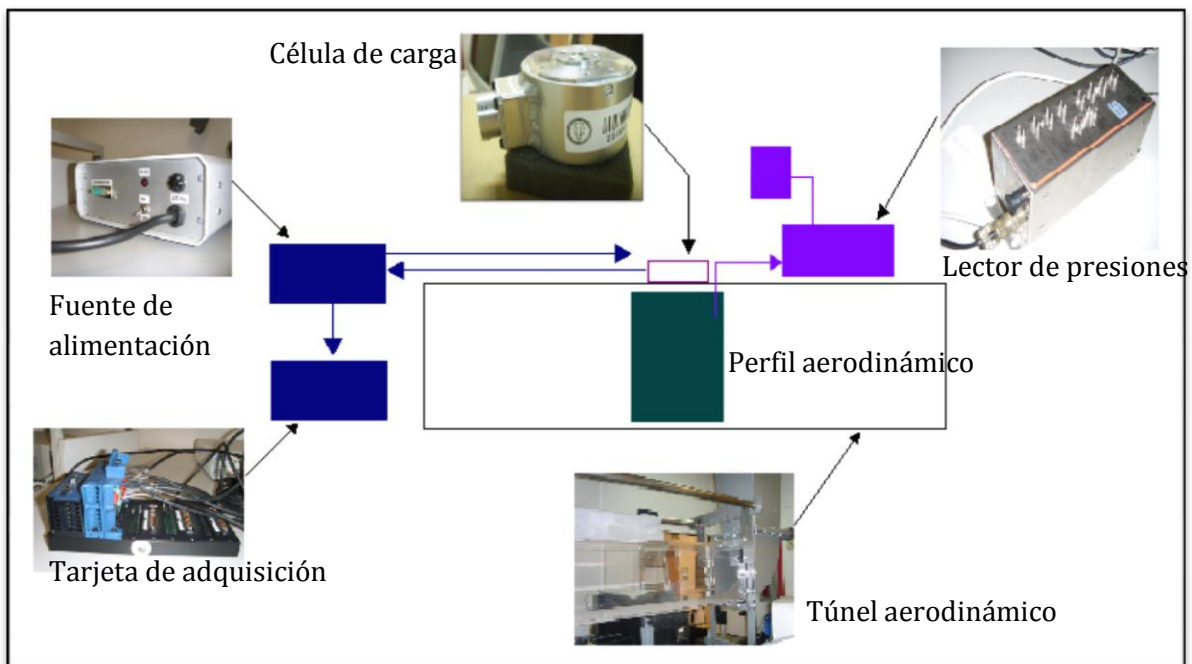 Célula de carga
Lector de presiones
Fuente de
alimentación
Perfil aerodinámico
Tarjeta de adquisición
Túnel aerodinámico